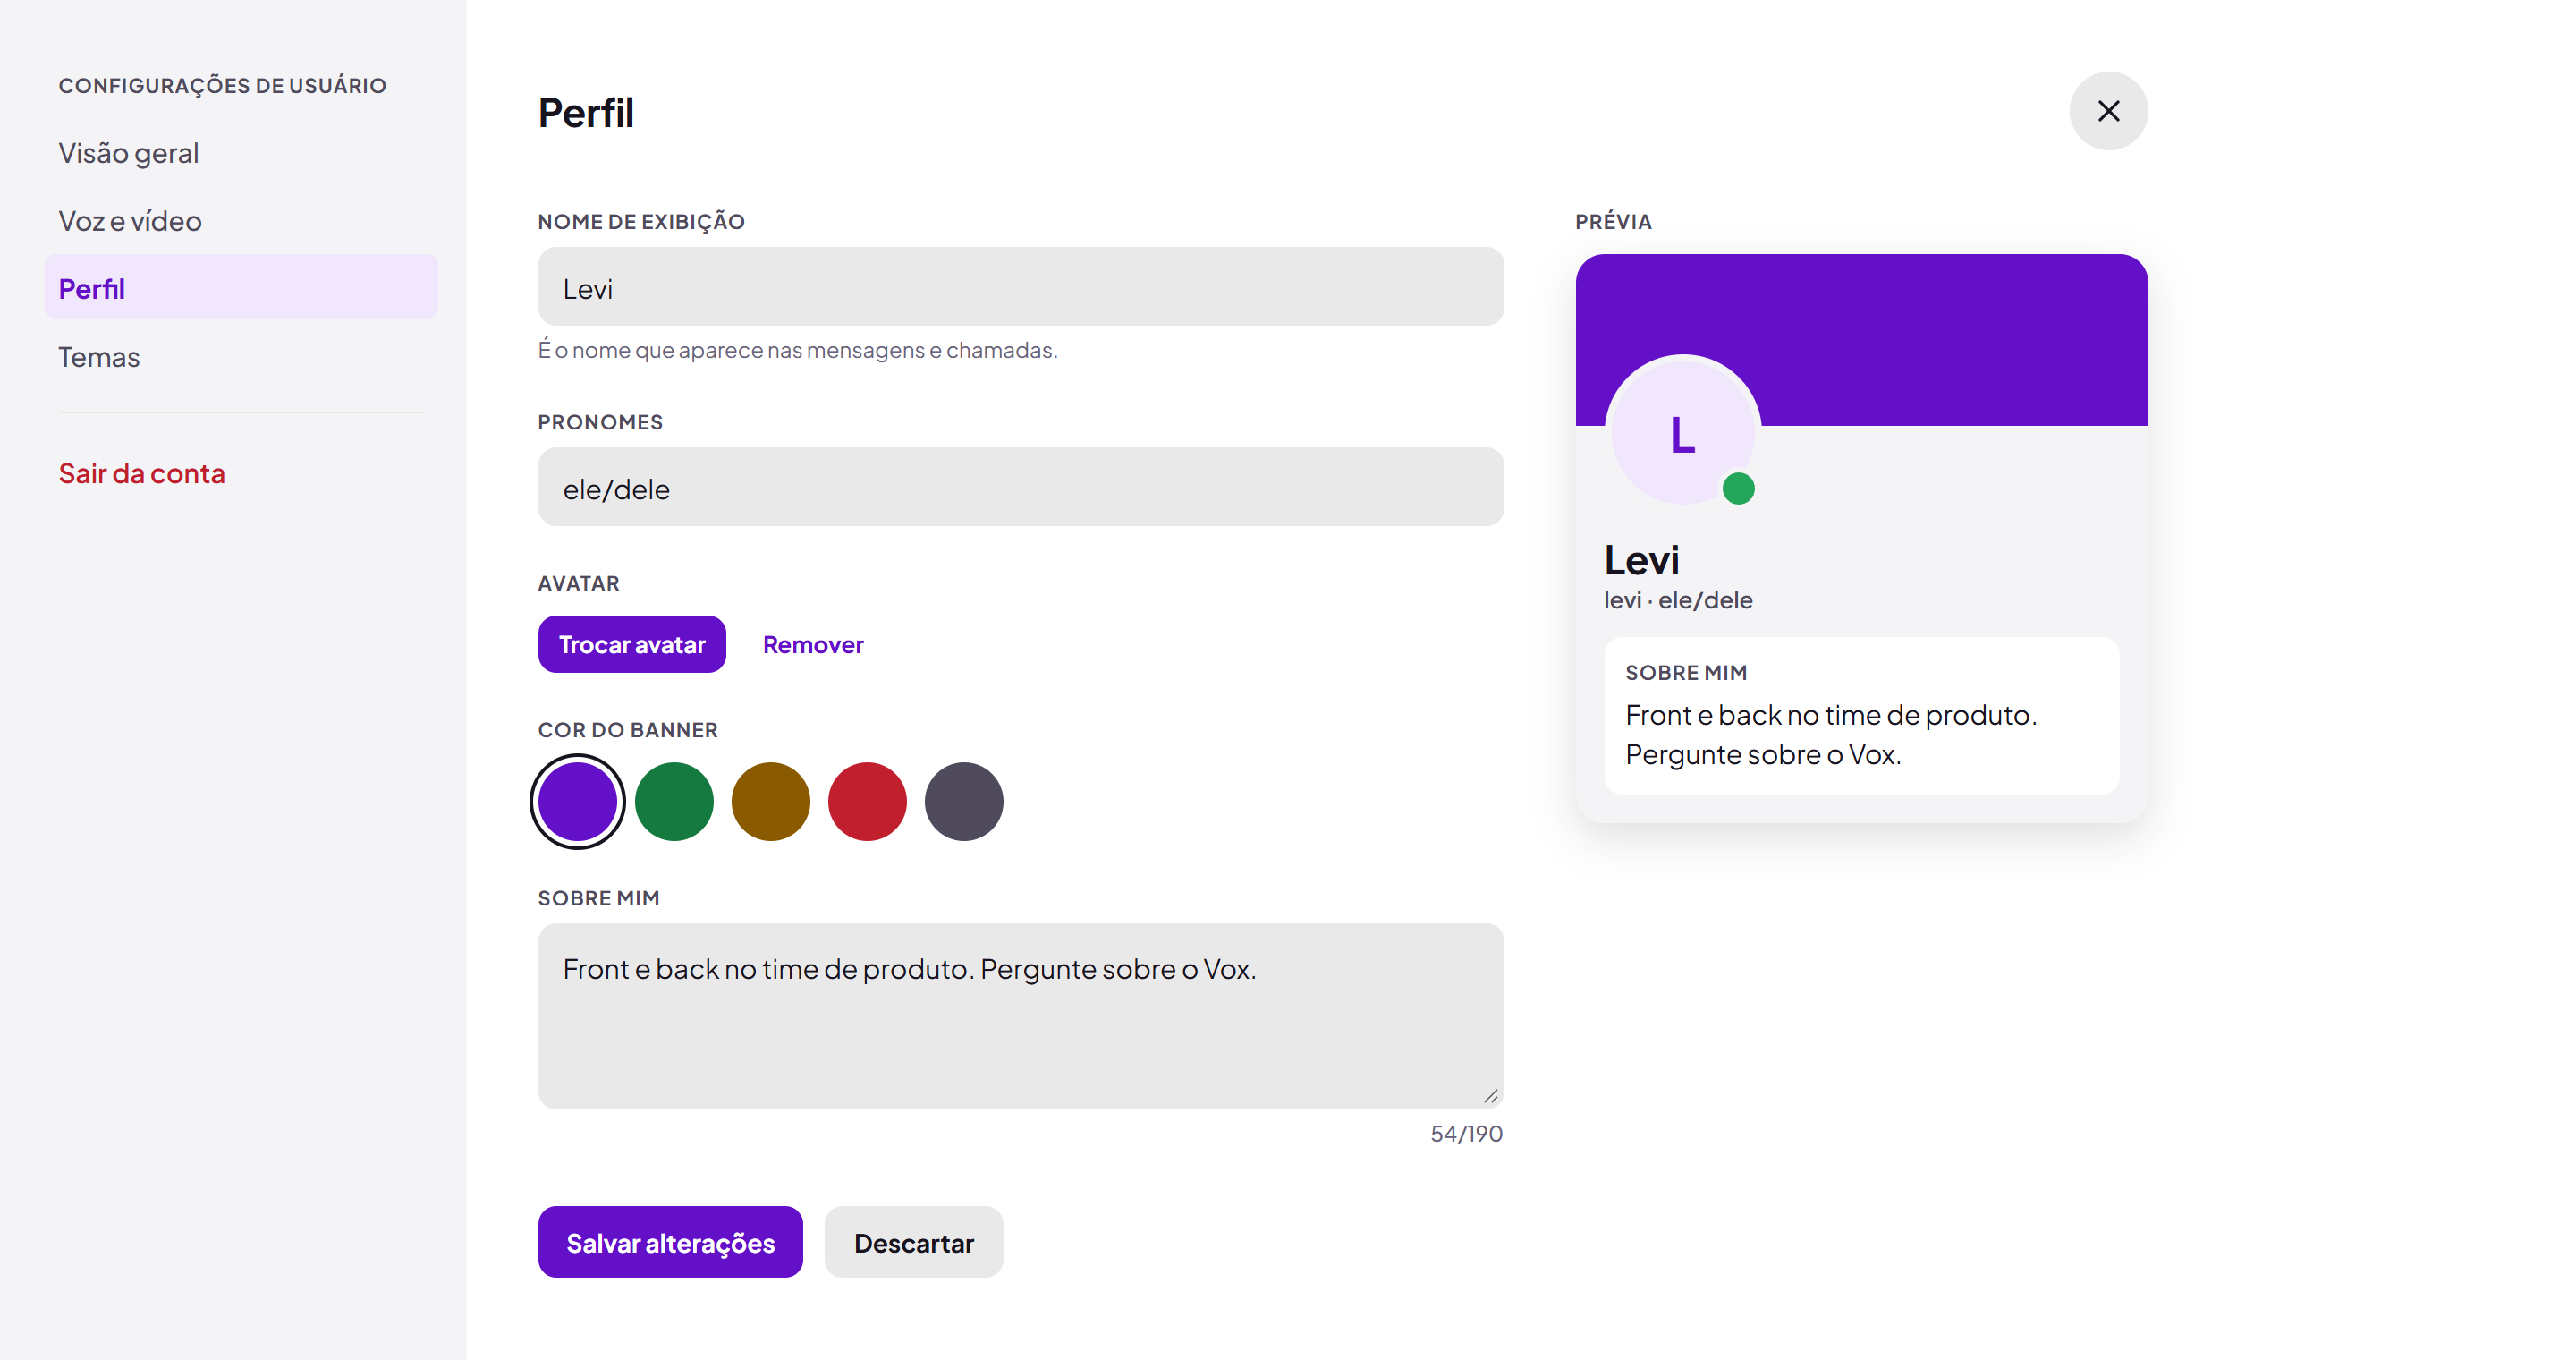 CONFIGURAÇÕES DE USUÁRIO
Visão geral
Voz e vídeo
Perfil
Temas
Sair da conta
Perfil
NOME DE EXIBIÇÃO
Levi
É o nome que aparece nas mensagens e chamadas.
PRONOMES
ele/dele
AVATAR
Trocar avatar
Remover
COR DO BANNER
SOBRE MIM
Front e back no time de produto. Pergunte sobre o Vox.
54/190
Salvar alterações
Descartar
PRÉVIA
L
Levi
levi · ele/dele
SOBRE MIM
Front e back no time de produto.
Pergunte sobre o Vox.